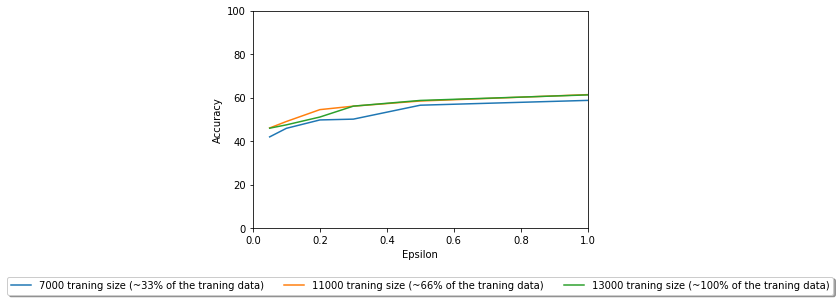 100
80
60
40
20
0
Accuracy
0.0 0.2 0.4 0.6 0.8 1.0
Epsilon
7000 traning size (~33% of the traning data) 11000 traning size (~66% of the traning data) 13000 traning size (~100% of the traning data)